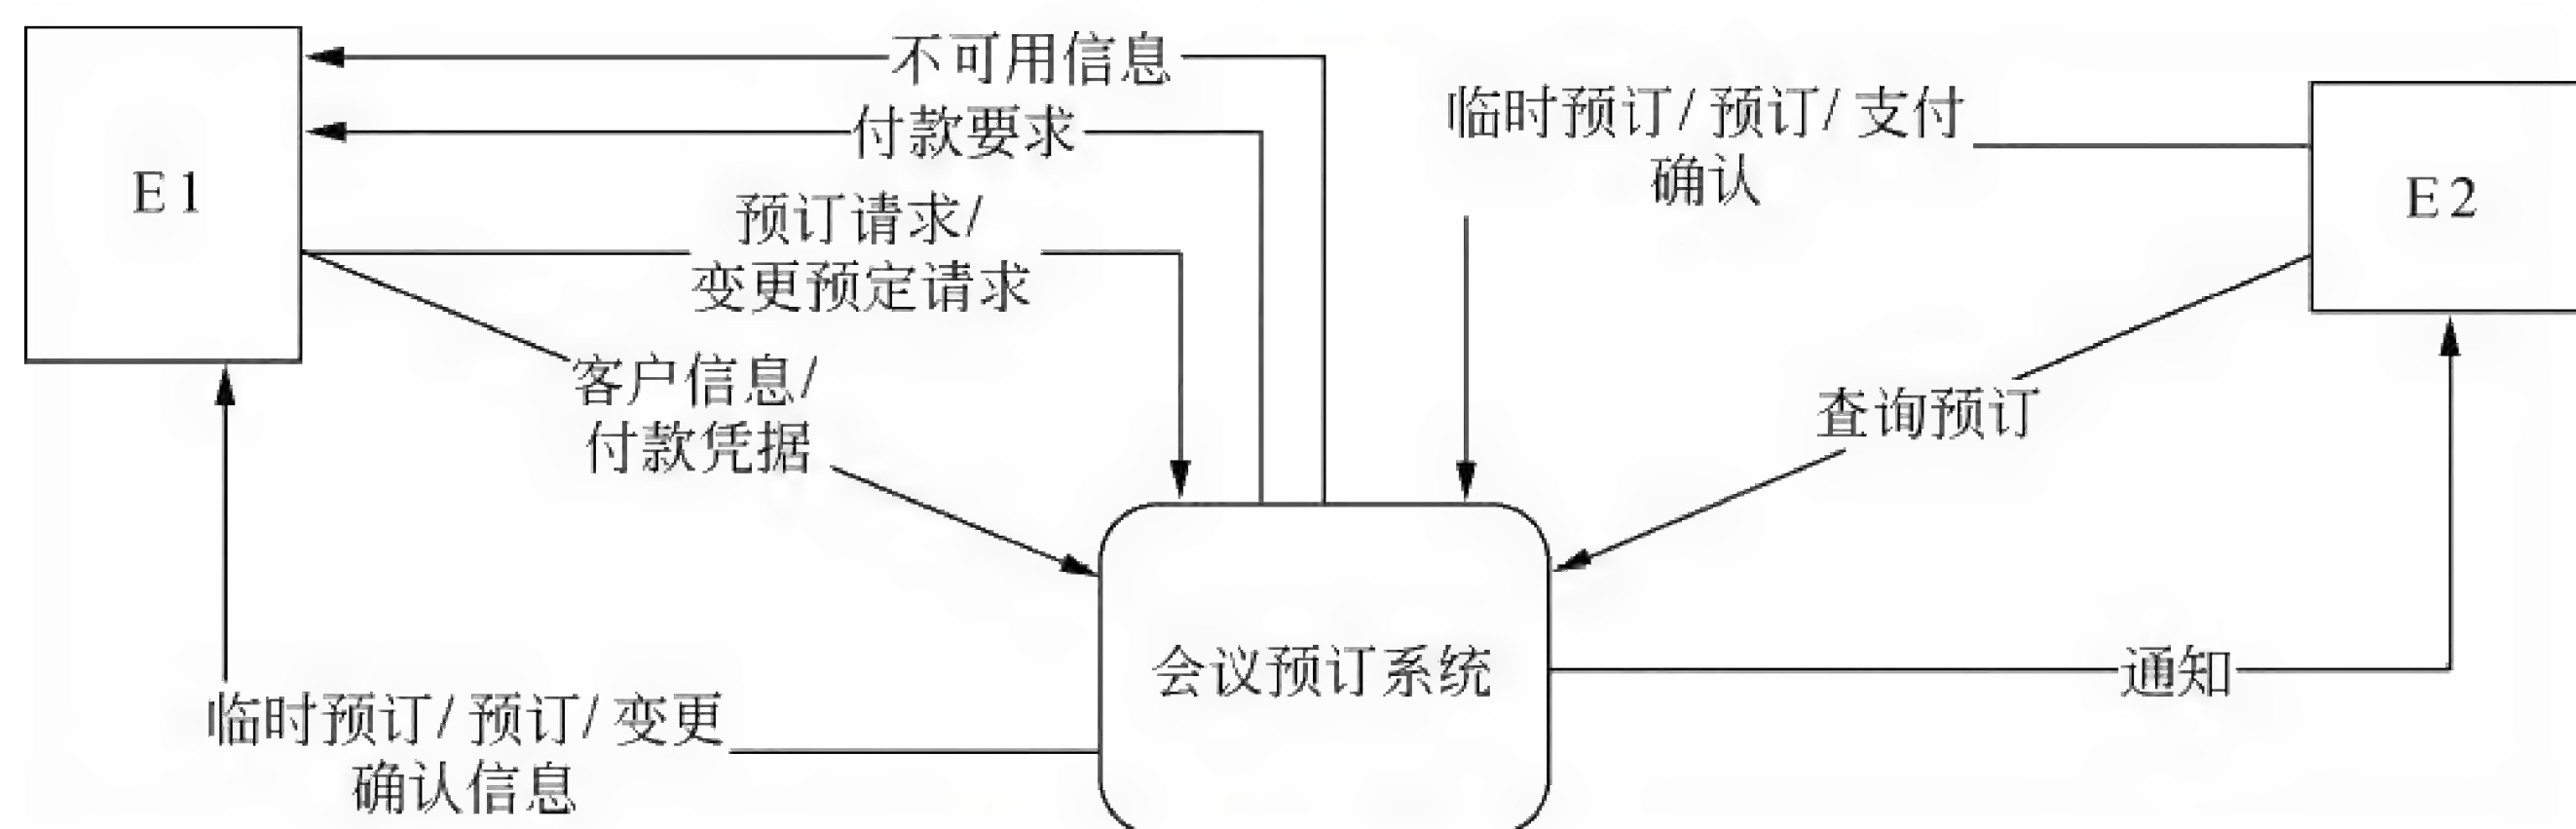 不可用信息
付款要求
临时预订/预订/支付
确认
E1
E2
预订请求/
变更预定请求
客户信息/
付款凭据
查询预订
会议预订系统
通知
临时预订/预订/变更
确认信息